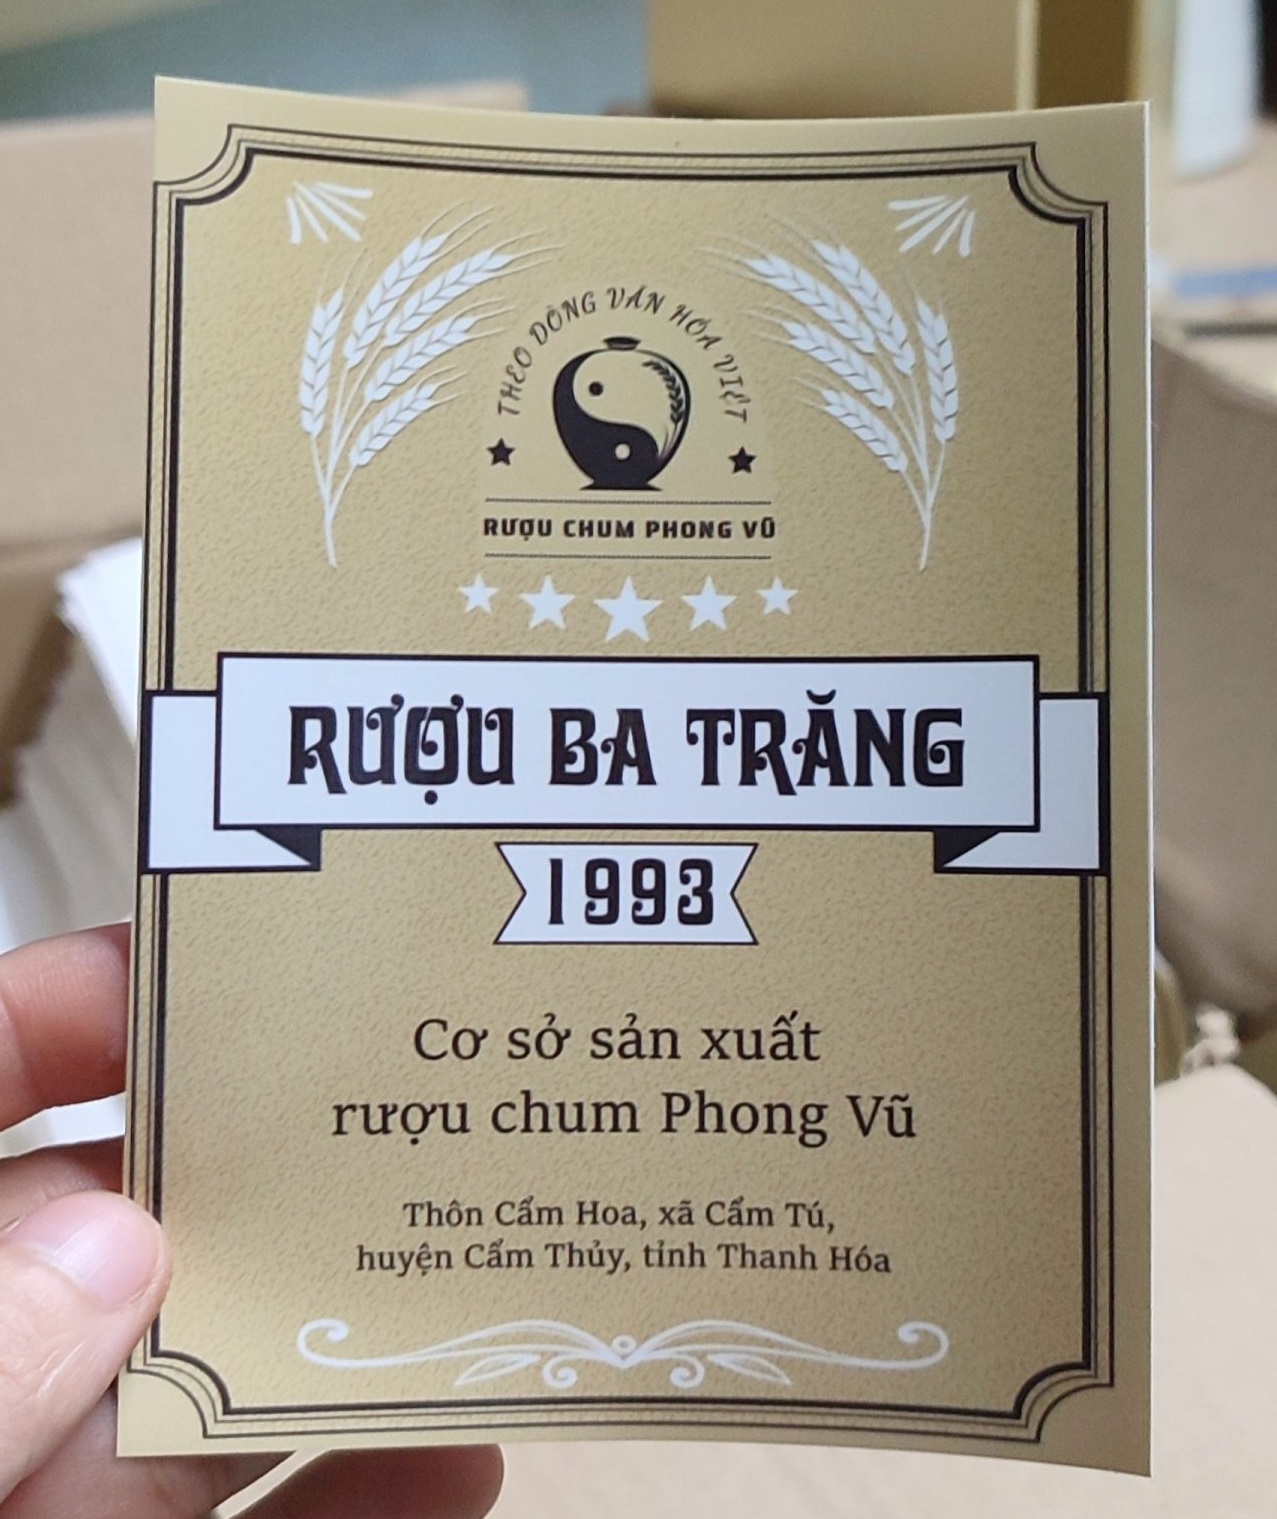 THEO DÒNG VĂN HÓA VIỆT
RƯỢU CHUM PHONG VŨ
RƯỢU BA TRĂNG
1993
Cơ sở sản xuất
rượu chum Phong Vũ
Thôn Cẩm Hoa, xã Cẩm Tú,
huyện Cẩm Thủy, tỉnh Thanh Hóa